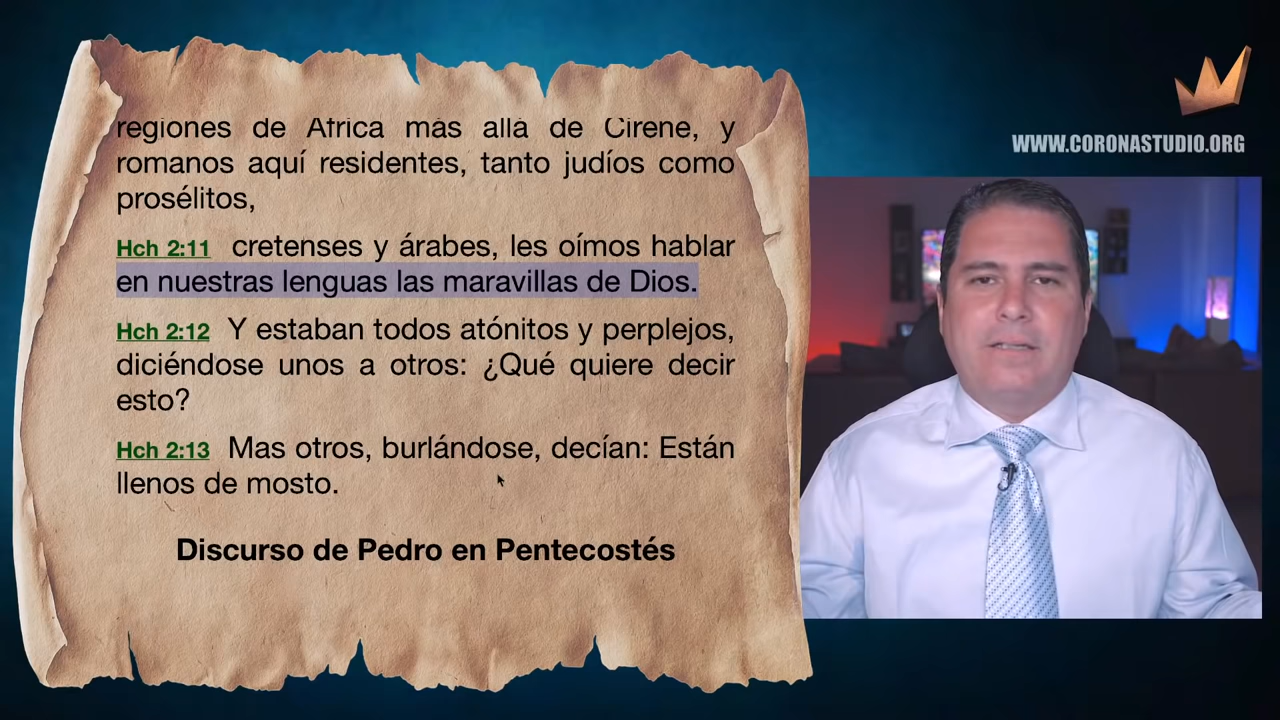 regiones de Africa más allá de Cirene, y
romanos aquí residentes, tanto judíos como
prosélitos,
Hch 2:11 cretenses y árabes, les oímos hablar
en nuestras lenguas las maravillas de Dios.
Hch 2:12 Y estaban todos atónitos y perplejos,
diciéndose unos a otros: ¿Qué quiere decir
esto?
Hch 2:13 Mas otros, burlándose, decían: Están
llenos de mosto.
Discurso de Pedro en Pentecostés
WWW.CORONASTUDIO.ORG